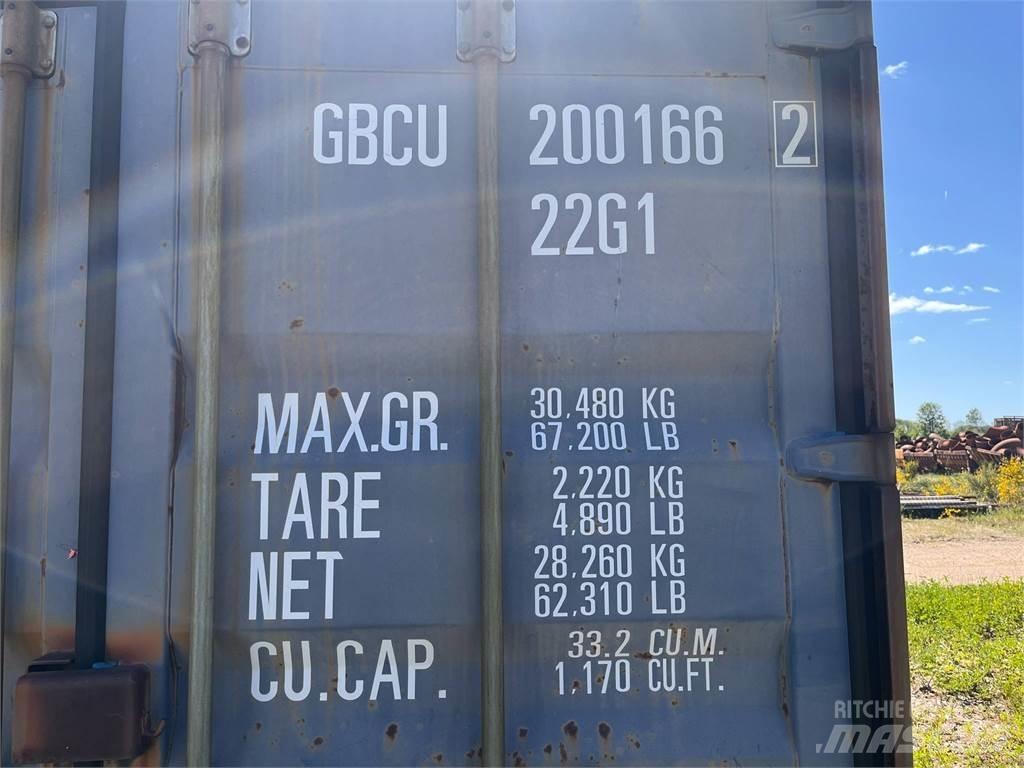 GBCU 200166 2
22G1
MAX.GR. 30,480 KG
67,200 LB
TARE 2,220 KG
4,890 LB
NET 28,260 KG
62,310 LB
CU.CAP. 33.2 CU.M.
1,170 CU.FT.
RITCHIE BROS
MASCUS